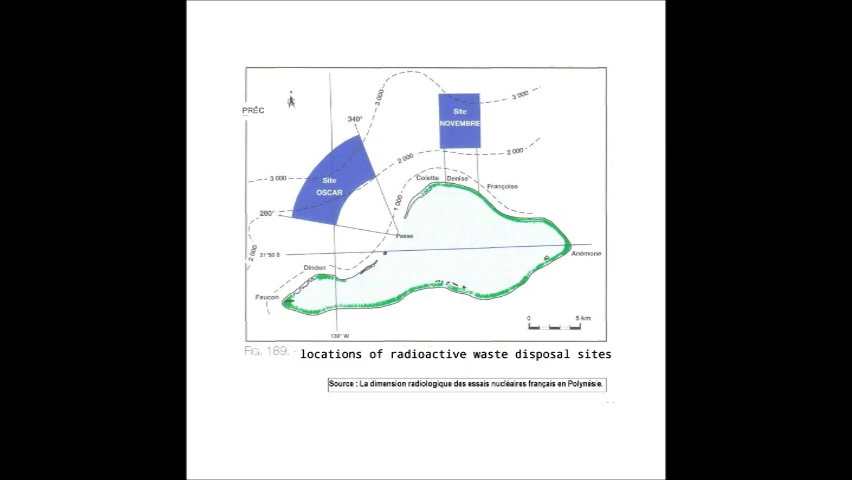 3 000
3 000
PRÉC
Site
NOVEMBRE
340°
2 000
2 000
3 000
Site
OSCAR
Colette Denise
Françoise
1 000
280°
Passe
2 000
21°50 S
Anémone
Dindon
Faucon
0 5 km
138° W
Fig. 189. - locations of radioactive waste disposal sites
Source : La dimension radiologique des essais nucléaires français en Polynésie.